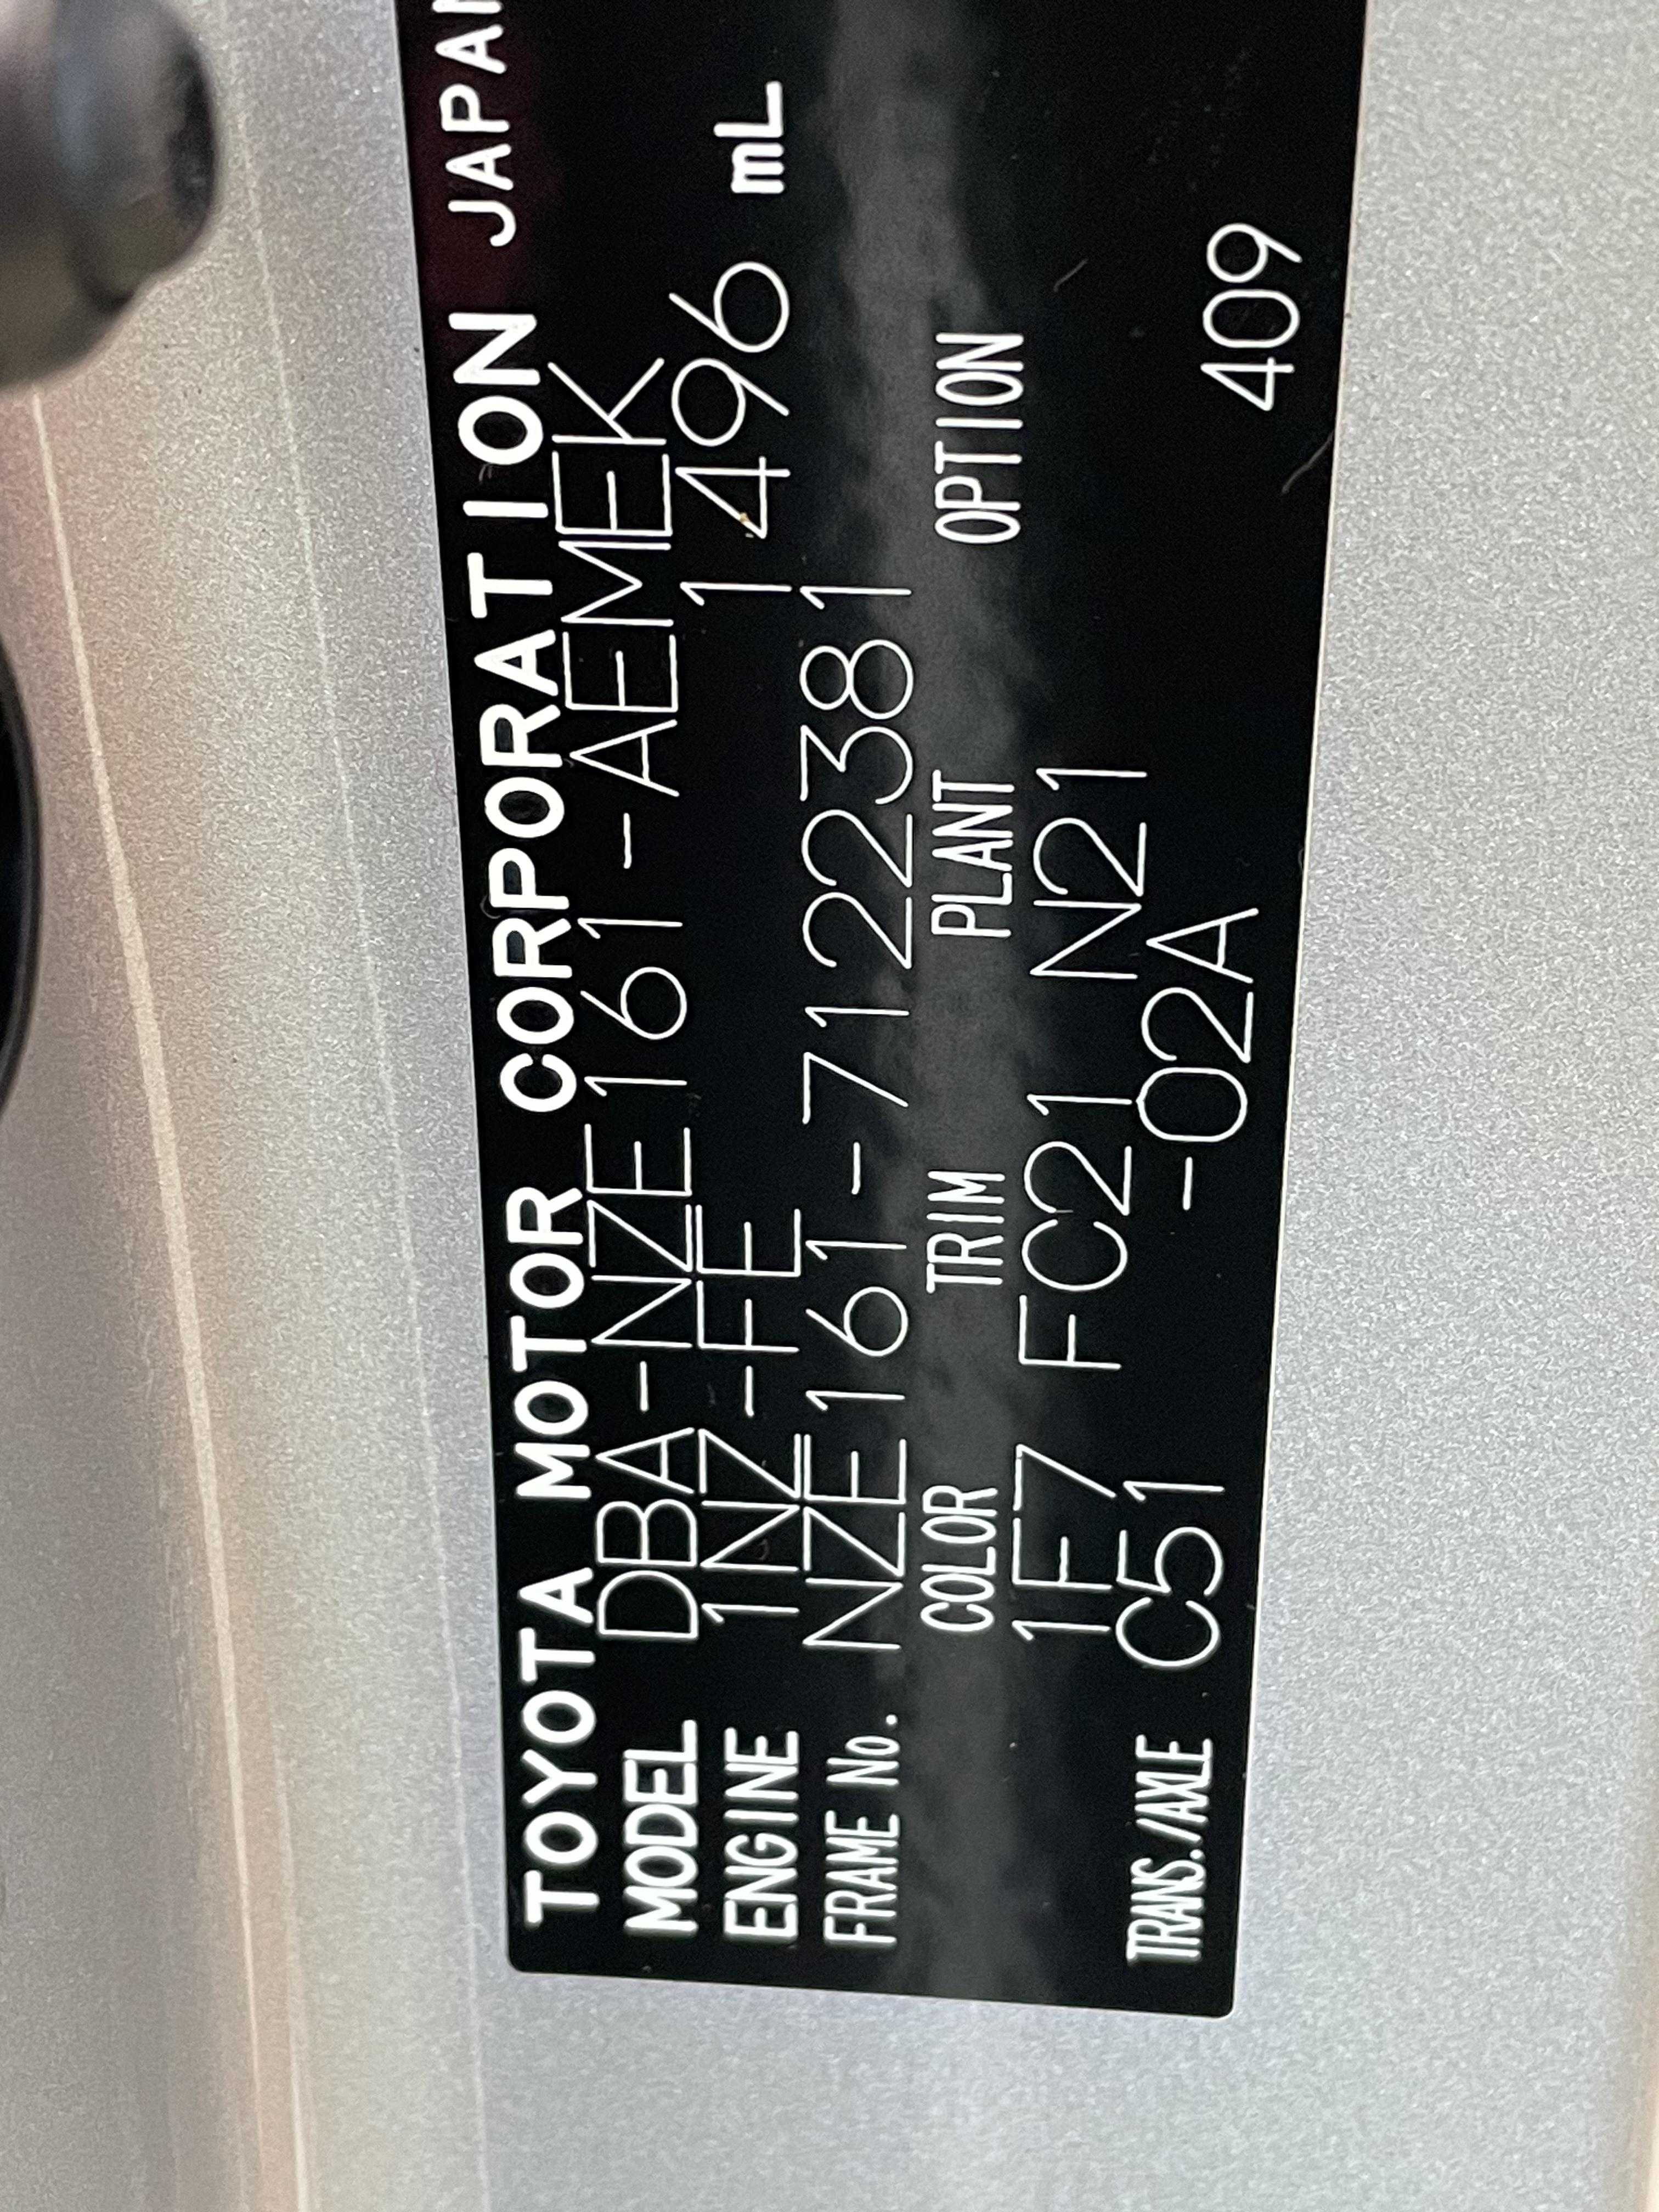 TOYOTA MOTOR CORPORATION JAPAN
MODEL DBA-NZE161-AEMEK
ENGINE 1NZ-FE 1496 mL
FRAME No. NZE161-7122381
COLOR TRIM PLANT OPTION
1F7 FC21 N21
TRANS./AXLE C51 -02A 409